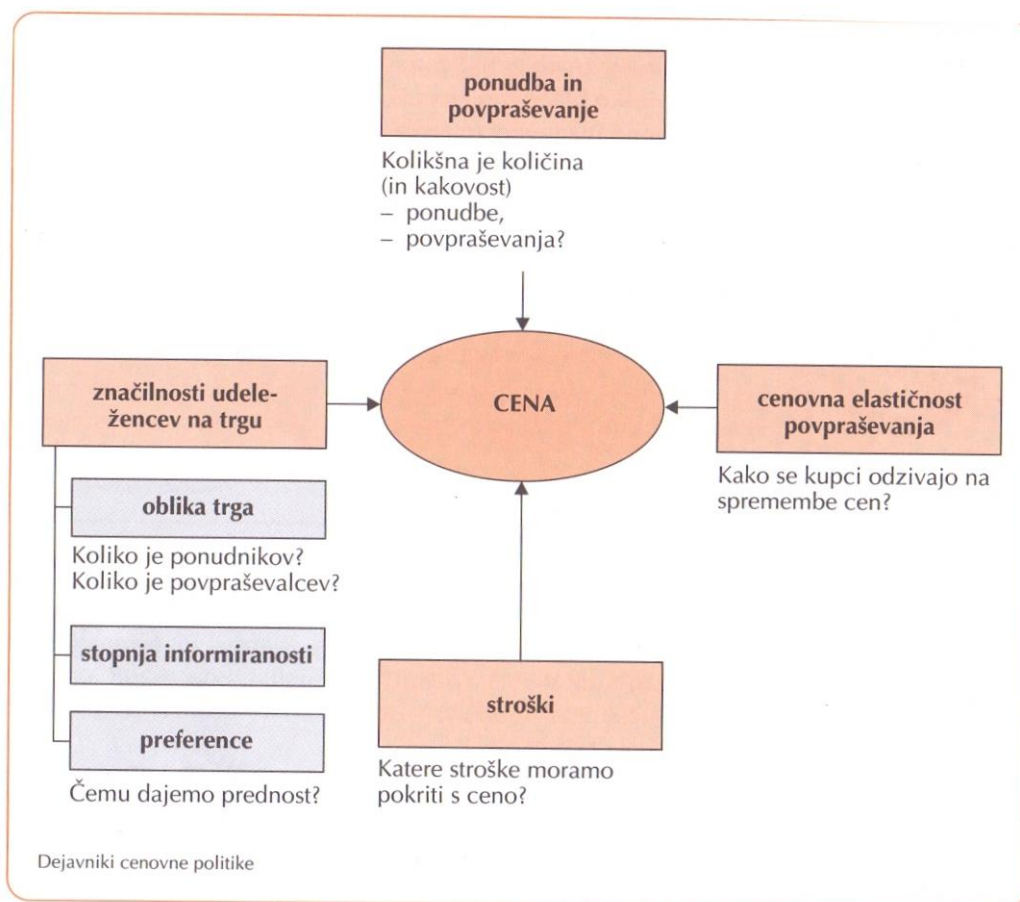 ponudba in
povpraševanje
Kolikšna je količina
(in kakovost)
– ponudbe,
– povpraševanja?
značilnosti udele-
žencev na trgu
CENA
cenovna elastičnost
povpraševanja
Kako se kupci odzivajo na
spremembe cen?
oblika trga
Koliko je ponudnikov?
Koliko je povpraševalcev?
stopnja informiranosti
preference
Čemu dajemo prednost?
stroški
Katere stroške moramo
pokriti s ceno?
Dejavniki cenovne politike